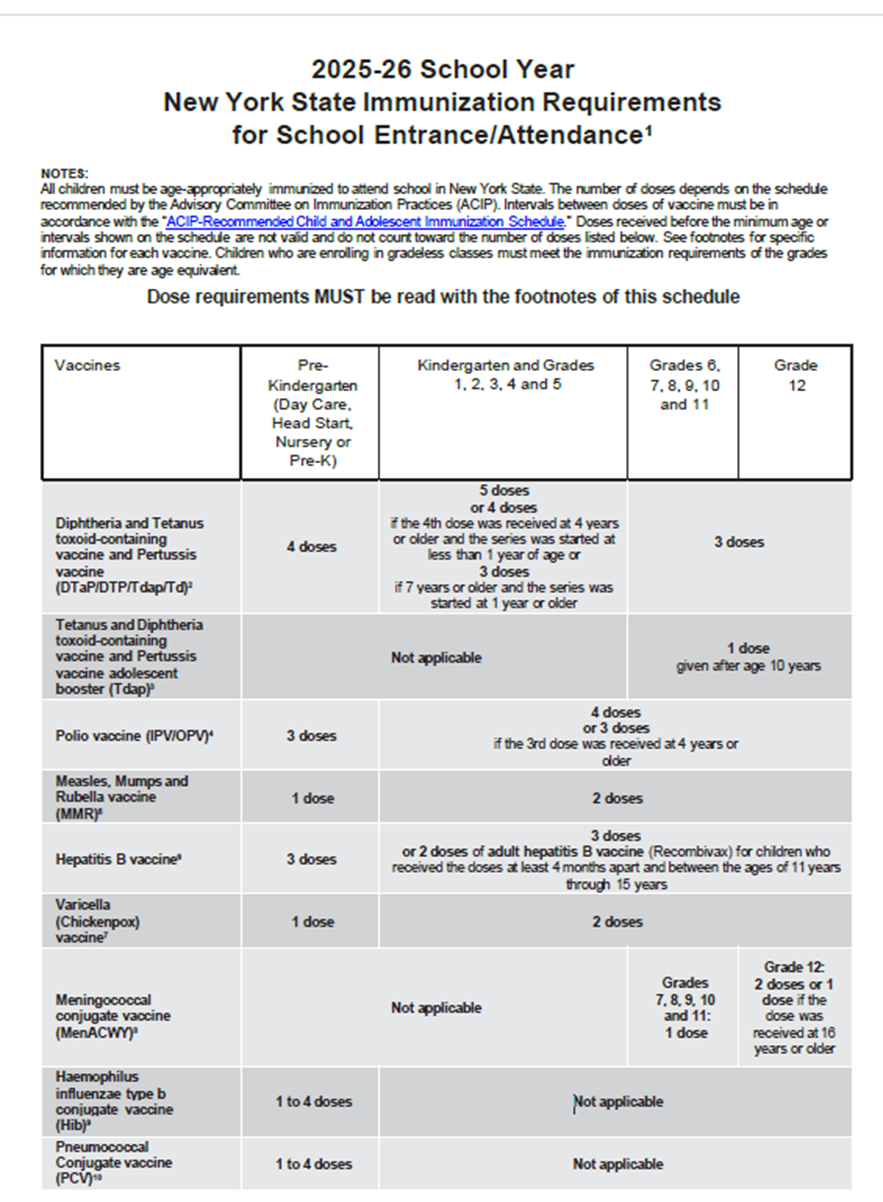 2025-26 School Year
New York State Immunization Requirements
for School Entrance/Attendance¹
NOTES:
All children must be age-appropriately immunized to attend school in New York State. The number of doses depends on the schedule
recommended by the Advisory Committee on Immunization Practices (ACIP). Intervals between doses of vaccine must be in
accordance with the "ACIP-Recommended Child and Adolescent Immunization Schedule." Doses received before the minimum age or
intervals shown on the schedule are not valid and do not count toward the number of doses listed below. See footnotes for specific
information for each vaccine. Children who are enrolling in gradeless classes must meet the immunization requirements of the grades
for which they are age equivalent.
Dose requirements MUST be read with the footnotes of this schedule
Vaccines
Pre-
Kindergarten
(Day Care,
Head Start,
Nursery or
Pre-K)
Kindergarten and Grades
1, 2, 3, 4 and 5
Grades 6,
7, 8, 9, 10
and 11
Grade
12
Diphtheria and Tetanus
toxoid-containing
vaccine and Pertussis
vaccine
(DTaP/DTP/Tdap/Td)²
4 doses
5 doses
or 4 doses
if the 4th dose was received at 4 years
or older and the series was started at
less than 1 year of age or
3 doses
if 7 years or older and the series was
started at 1 year or older
3 doses
Tetanus and Diphtheria
toxoid-containing
vaccine and Pertussis
vaccine adolescent
booster (Tdap)³
Not applicable
1 dose
given after age 10 years
Polio vaccine (IPV/OPV)⁴
3 doses
4 doses
or 3 doses
if the 3rd dose was received at 4 years or
older
Measles, Mumps and
Rubella vaccine
(MMR)⁵
1 dose
2 doses
Hepatitis B vaccine⁶
3 doses
3 doses
or 2 doses of adult hepatitis B vaccine (Recombivax) for children who
received the doses at least 4 months apart and between the ages of 11 years
through 15 years
Varicella
(Chickenpox)
vaccine⁷
1 dose
2 doses
Meningococcal
conjugate vaccine
(MenACWY)⁸
Not applicable
Grades
7, 8, 9, 10
and 11:
1 dose
Grade 12:
2 doses or 1
dose if the
dose was
received at 16
years or older
Haemophilus
influenzae type b
conjugate vaccine
(Hib)⁹
1 to 4 doses
Not applicable
Pneumococcal
Conjugate vaccine
(PCV)¹⁰
1 to 4 doses
Not applicable